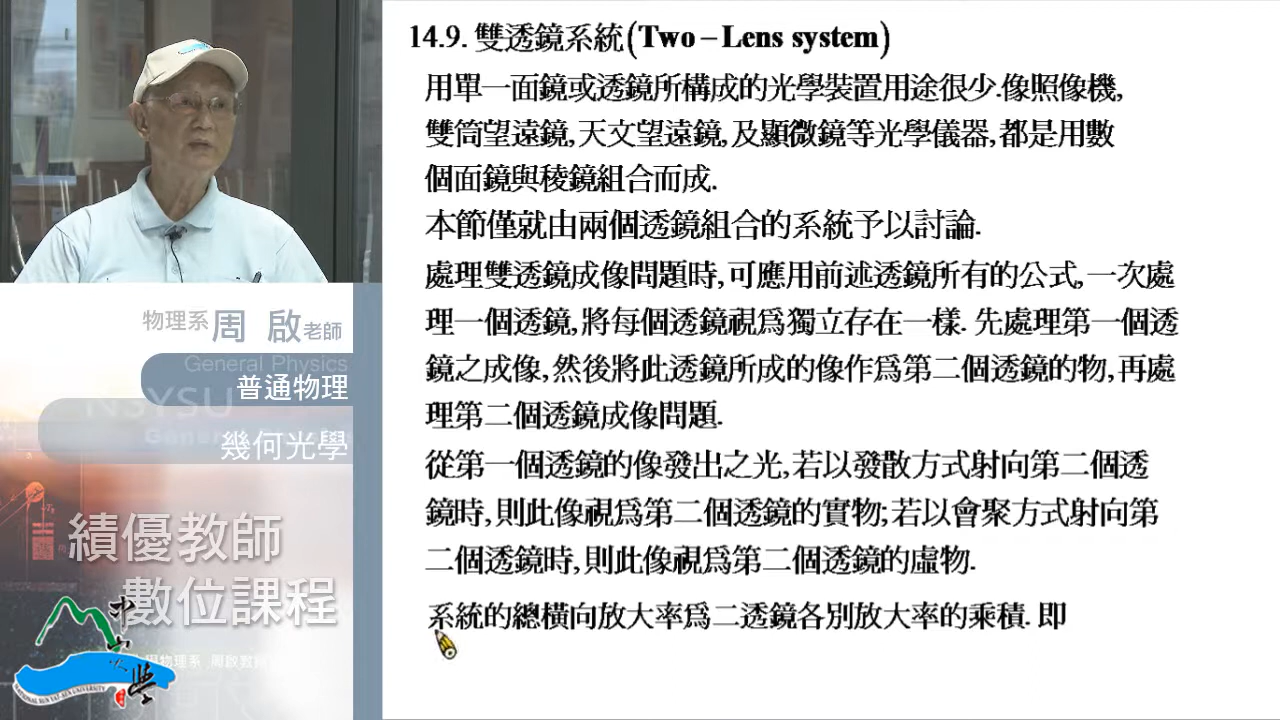 14.9. 雙透鏡系統(Two–Lens system)
用單一面鏡或透鏡所構成的光學裝置用途很少.像照像機,
雙筒望遠鏡,天文望遠鏡,及顯微鏡等光學儀器,都是用數
個面鏡與稜鏡組合而成.
本節僅就由兩個透鏡組合的系統予以討論.
處理雙透鏡成像問題時,可應用前述透鏡所有的公式,一次處
理一個透鏡,將每個透鏡視爲獨立存在一樣. 先處理第一個透
鏡之成像,然後將此透鏡所成的像作爲第二個透鏡的物,再處
理第二個透鏡成像問題.
從第一個透鏡的像發出之光,若以發散方式射向第二個透
鏡時,則此像視爲第二個透鏡的實物;若以會聚方式射向第
二個透鏡時,則此像視爲第二個透鏡的虛物.
系統的總橫向放大率爲二透鏡各別放大率的乘積. 即
物理系周 啟老師
General Physics
普通物理
NSYSU
幾何光學
績優教師
數位課程
中山大學
NATIONAL SUN YAT-SEN UNIVERSITY